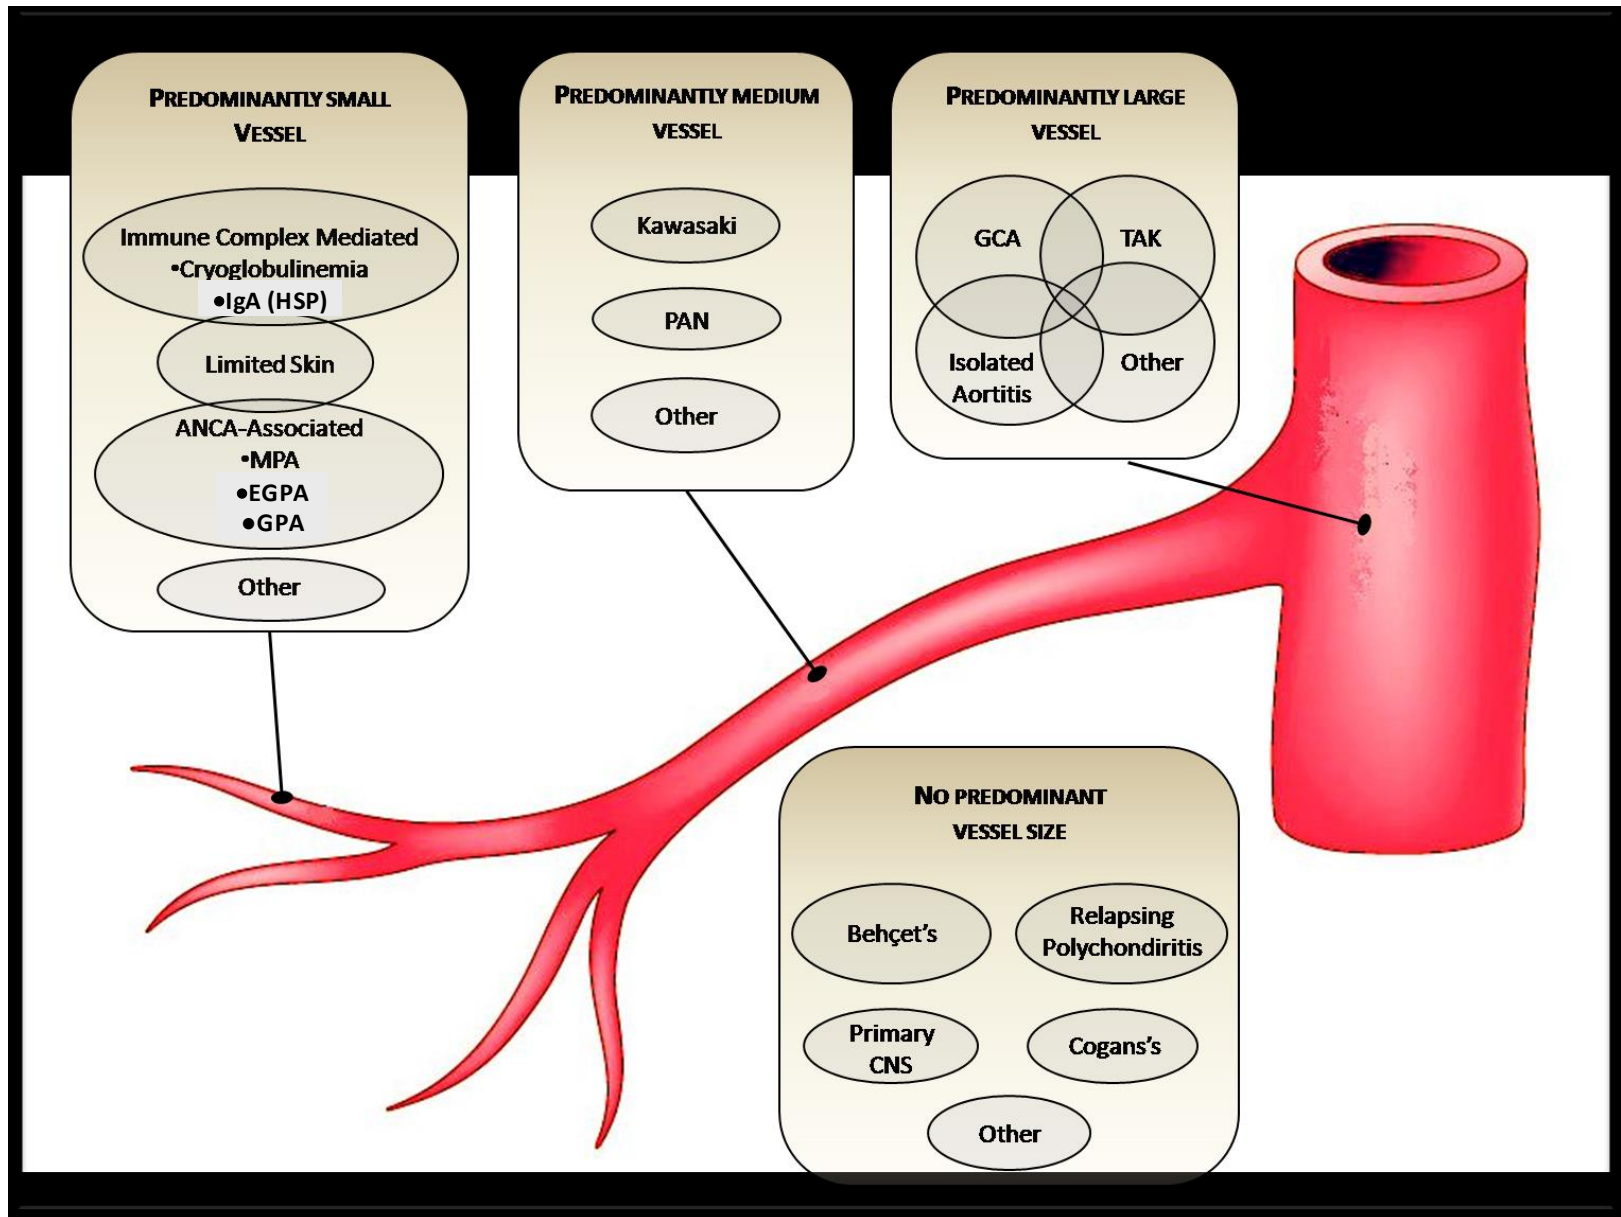 PREDOMINANTLY SMALL
VESSEL
Immune Complex Mediated
•Cryoglobulinemia
•IgA (HSP)
Limited Skin
ANCA-Associated
•MPA
•EGPA
•GPA
Other
PREDOMINANTLY MEDIUM
VESSEL
Kawasaki
PAN
Other
PREDOMINANTLY LARGE
VESSEL
GCA
TAK
Isolated
Aortitis
Other
NO PREDOMINANT
VESSEL SIZE
Behçet's
Relapsing
Polychondiritis
Primary
CNS
Cogans's
Other